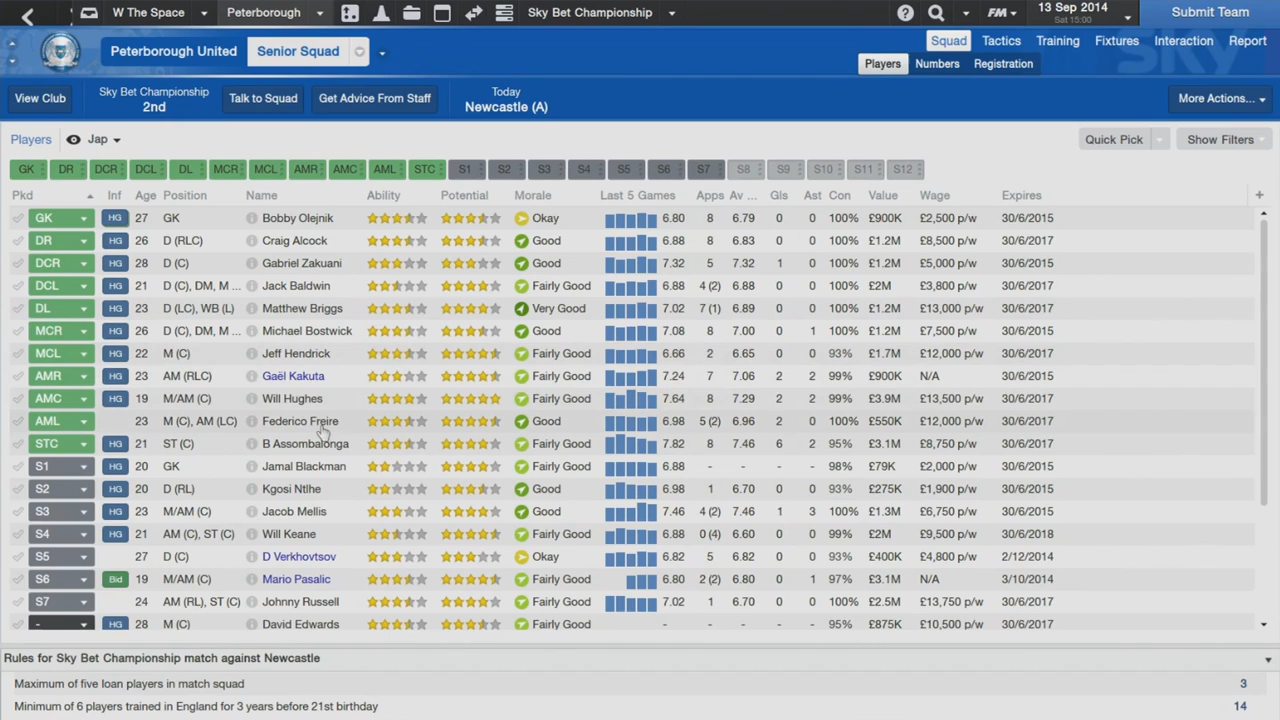 W The Space Peterborough Sky Bet Championship FM 13 Sep 2014 Submit Team
Sat 15:00
Peterborough United Senior Squad Squad Tactics Training Fixtures Interaction Report
Players Numbers Registration
View Club Sky Bet Championship 2nd Talk to Squad Get Advice From Staff Today Newcastle (A) More Actions...
Players Jap Quick Pick Show Filters
GK DR DCR DCL DL MCR MCL AMR AMC AML STC S1 S2 S3 S4 S5 S6 S7 S8 S9 S10 S11 S12
Pkd Inf Age Position Name Ability Potential Morale Last 5 Games Apps Av ... Gls Ast Con Value Wage Expires +
GK HG 27 GK Bobby Olejnik Okay 6.80 8 6.79 0 0 100% £900K £2,500 p/w 30/6/2015
DR HG 26 D (RLC) Craig Alcock Good 6.88 8 6.83 0 0 100% £1.2M £8,500 p/w 30/6/2017
DCR HG 28 D (C) Gabriel Zakuani Good 7.32 5 7.32 1 0 100% £1.2M £5,000 p/w 30/6/2017
DCL HG 21 D (C), DM, M ... Jack Baldwin Fairly Good 6.88 4 (2) 6.88 0 0 100% £2M £3,800 p/w 30/6/2017
DL HG 23 D (LC), WB (L) Matthew Briggs Very Good 7.02 7 (1) 6.89 0 0 100% £1.2M £13,000 p/w 30/6/2017
MCR HG 26 D (C), DM, M ... Michael Bostwick Good 7.08 8 7.00 0 0 100% £1.2M £7,500 p/w 30/6/2017
MCL HG 22 M (C) Jeff Hendrick Fairly Good 6.66 2 6.65 0 0 93% £1.7M £12,000 p/w 30/6/2017
AMR HG 23 AM (RLC) Gaël Kakuta Fairly Good 7.24 7 7.06 2 2 99% £900K N/A 30/6/2015
AMC HG 19 M/AM (C) Will Hughes Fairly Good 7.64 8 7.29 2 2 99% £3.9M £13,500 p/w 30/6/2017
AML 23 M (C), AM (LC) Federico Freire Good 6.98 5 (2) 6.96 2 0 100% £550K £12,000 p/w 30/6/2017
STC HG 21 ST (C) B Assombalonga Fairly Good 7.82 8 7.46 6 0 95% £3.1M £8,750 p/w 30/6/2017
S1 HG 20 GK Jamal Blackman Fairly Good 6.88 - - - - 98% £79K £2,000 p/w 30/6/2015
S2 HG 20 D (RL) Kgosi Ntlhe Good 6.98 1 6.70 0 0 93% £275K £1,900 p/w 30/6/2015
S3 HG 23 M/AM (C) Jacob Mellis Good 7.46 4 (2) 7.46 1 3 100% £1.3M £6,750 p/w 30/6/2015
S4 HG 21 AM (C), ST (C) Will Keane Fairly Good 6.88 0 (4) 6.60 0 0 99% £2M £9,500 p/w 30/6/2018
S5 27 D (C) D Verkhovtsov Okay 6.82 5 6.82 0 0 93% £400K £4,800 p/w 2/12/2014
S6 Bid 19 M/AM (C) Mario Pasalic Fairly Good 6.80 2 (2) 6.80 0 1 97% £3.1M N/A 3/10/2014
S7 24 AM (RL), ST (C) Johnny Russell Fairly Good 7.02 1 6.70 0 0 100% £2.5M £13,750 p/w 30/6/2017
- HG 28 M (C) David Edwards Fairly Good - - - - - 95% £875K £10,500 p/w 30/6/2017
Rules for Sky Bet Championship match against Newcastle
Maximum of five loan players in match squad 3
Minimum of 6 players trained in England for 3 years before 21st birthday 14